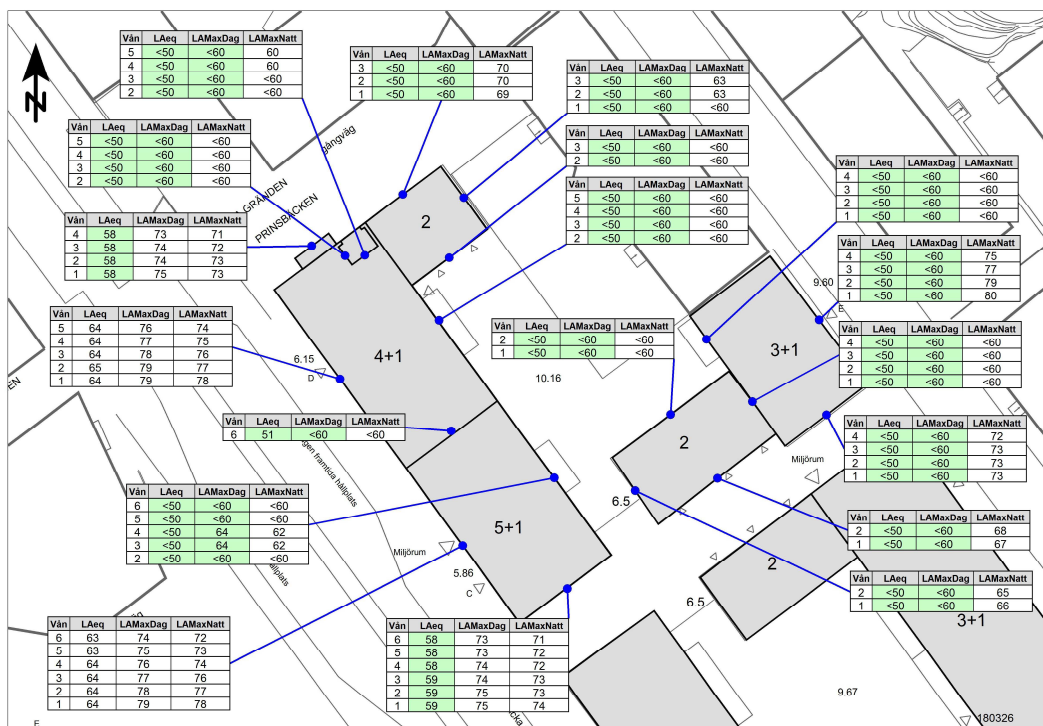 Vån LAeq LAMaxDag LAMaxNatt
5 <50 <60 60
4 <50 <60 60
3 <50 <60 <60
2 <50 <60 <60
Vån LAeq LAMaxDag LAMaxNatt
3 <50 <60 70
2 <50 <60 70
1 <50 <60 69
Vån LAeq LAMaxDag LAMaxNatt
3 <50 <60 63
2 <50 <60 63
1 <50 <60 <60
N
Vån LAeq LAMaxDag LAMaxNatt
5 <50 <60 <60
4 <50 <60 <60
3 <50 <60 <60
2 <50 <60 <60
gångväg
Vån LAeq LAMaxDag LAMaxNatt
3 <50 <60 <60
2 <50 <60 <60
Vån LAeq LAMaxDag LAMaxNatt
4 <50 <60 <60
3 <50 <60 <60
2 <50 <60 <60
1 <50 <60 <60
Vån LAeq LAMaxDag LAMaxNatt
5 <50 <60 <60
4 <50 <60 <60
3 <50 <60 <60
2 <50 <60 <60
GRÄNDEN
PRINSBÄCKEN
2
Vån LAeq LAMaxDag LAMaxNatt
4 58 73 71
3 58 74 72
2 58 74 73
1 58 75 73
Vån LAeq LAMaxDag LAMaxNatt
4 <50 <60 75
3 <50 <60 77
2 <50 <60 79
1 <50 <60 80
9.60
E
Vån LAeq LAMaxDag LAMaxNatt
5 64 76 74
4 64 77 75
3 64 78 76
2 65 79 77
1 64 79 78
6.15
D
4+1
Vån LAeq LAMaxDag LAMaxNatt
2 <50 <60 <60
1 <50 <60 <60
3+1
Vån LAeq LAMaxDag LAMaxNatt
4 <50 <60 <60
3 <50 <60 <60
2 <50 <60 <60
1 <50 <60 <60
10.16
EN
Vån LAeq LAMaxDag LAMaxNatt
6 51 <60 <60
gen framtida hållplats
2
Vån LAeq LAMaxDag LAMaxNatt
4 <50 <60 72
3 <50 <60 73
2 <50 <60 73
1 <50 <60 73
Miljörum
Vån LAeq LAMaxDag LAMaxNatt
6 <50 <60 <60
5 <50 <60 <60
4 <50 64 62
3 <50 64 62
2 <50 <60 <60
6.5
5+1
Vån LAeq LAMaxDag LAMaxNatt
2 <50 <60 68
1 <50 <60 67
Miljörum
5.86
C
2
Vån LAeq LAMaxDag LAMaxNatt
2 <50 <60 65
1 <50 <60 66
6.5
3+1
Vån LAeq LAMaxDag LAMaxNatt
6 63 74 72
5 63 75 73
4 64 76 74
3 64 77 76
2 64 78 77
1 64 79 78
Vån LAeq LAMaxDag LAMaxNatt
6 58 73 71
5 58 73 72
4 58 74 72
3 59 74 73
2 59 75 73
1 59 75 74
9.67
180326